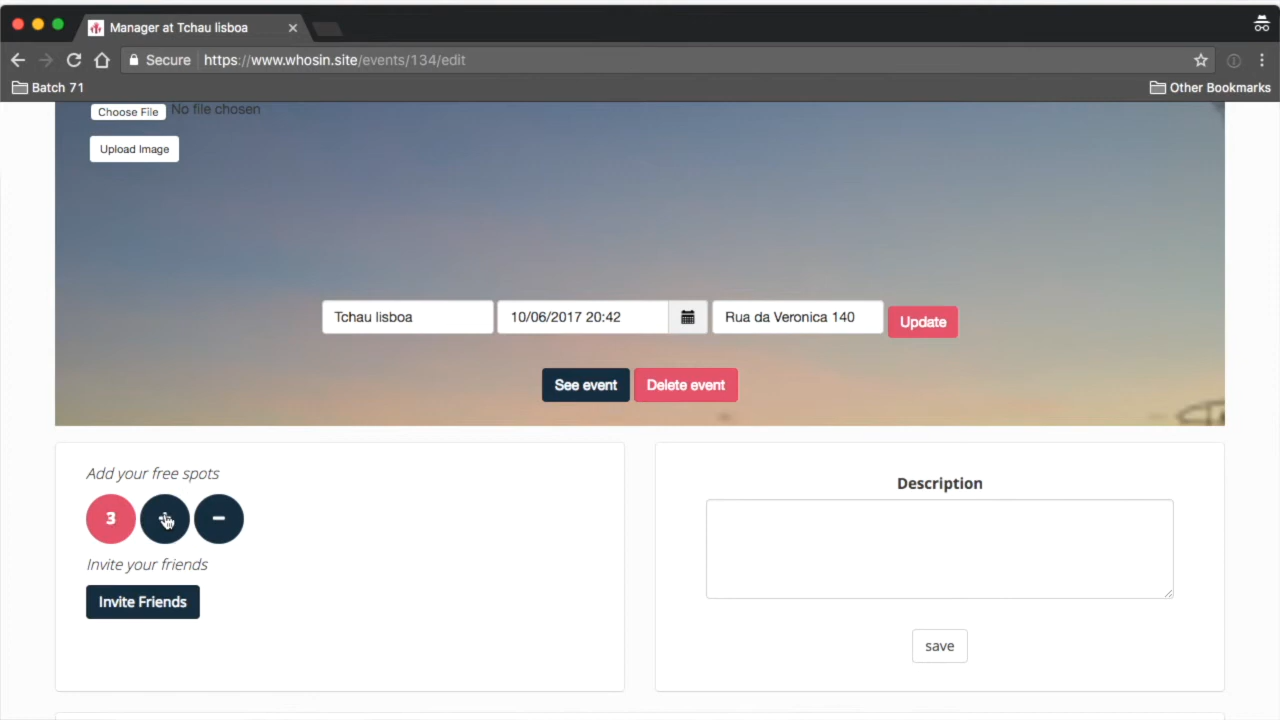 Manager at Tchau lisboa
Secure https://www.whosin.site/events/134/edit
Batch 71
Other Bookmarks
Choose File No file chosen
Upload Image
Tchau lisboa 10/06/2017 20:42 Rua da Veronica 140 Update
See event Delete event
Add your free spots
3
Invite your friends
Invite Friends
Description
save